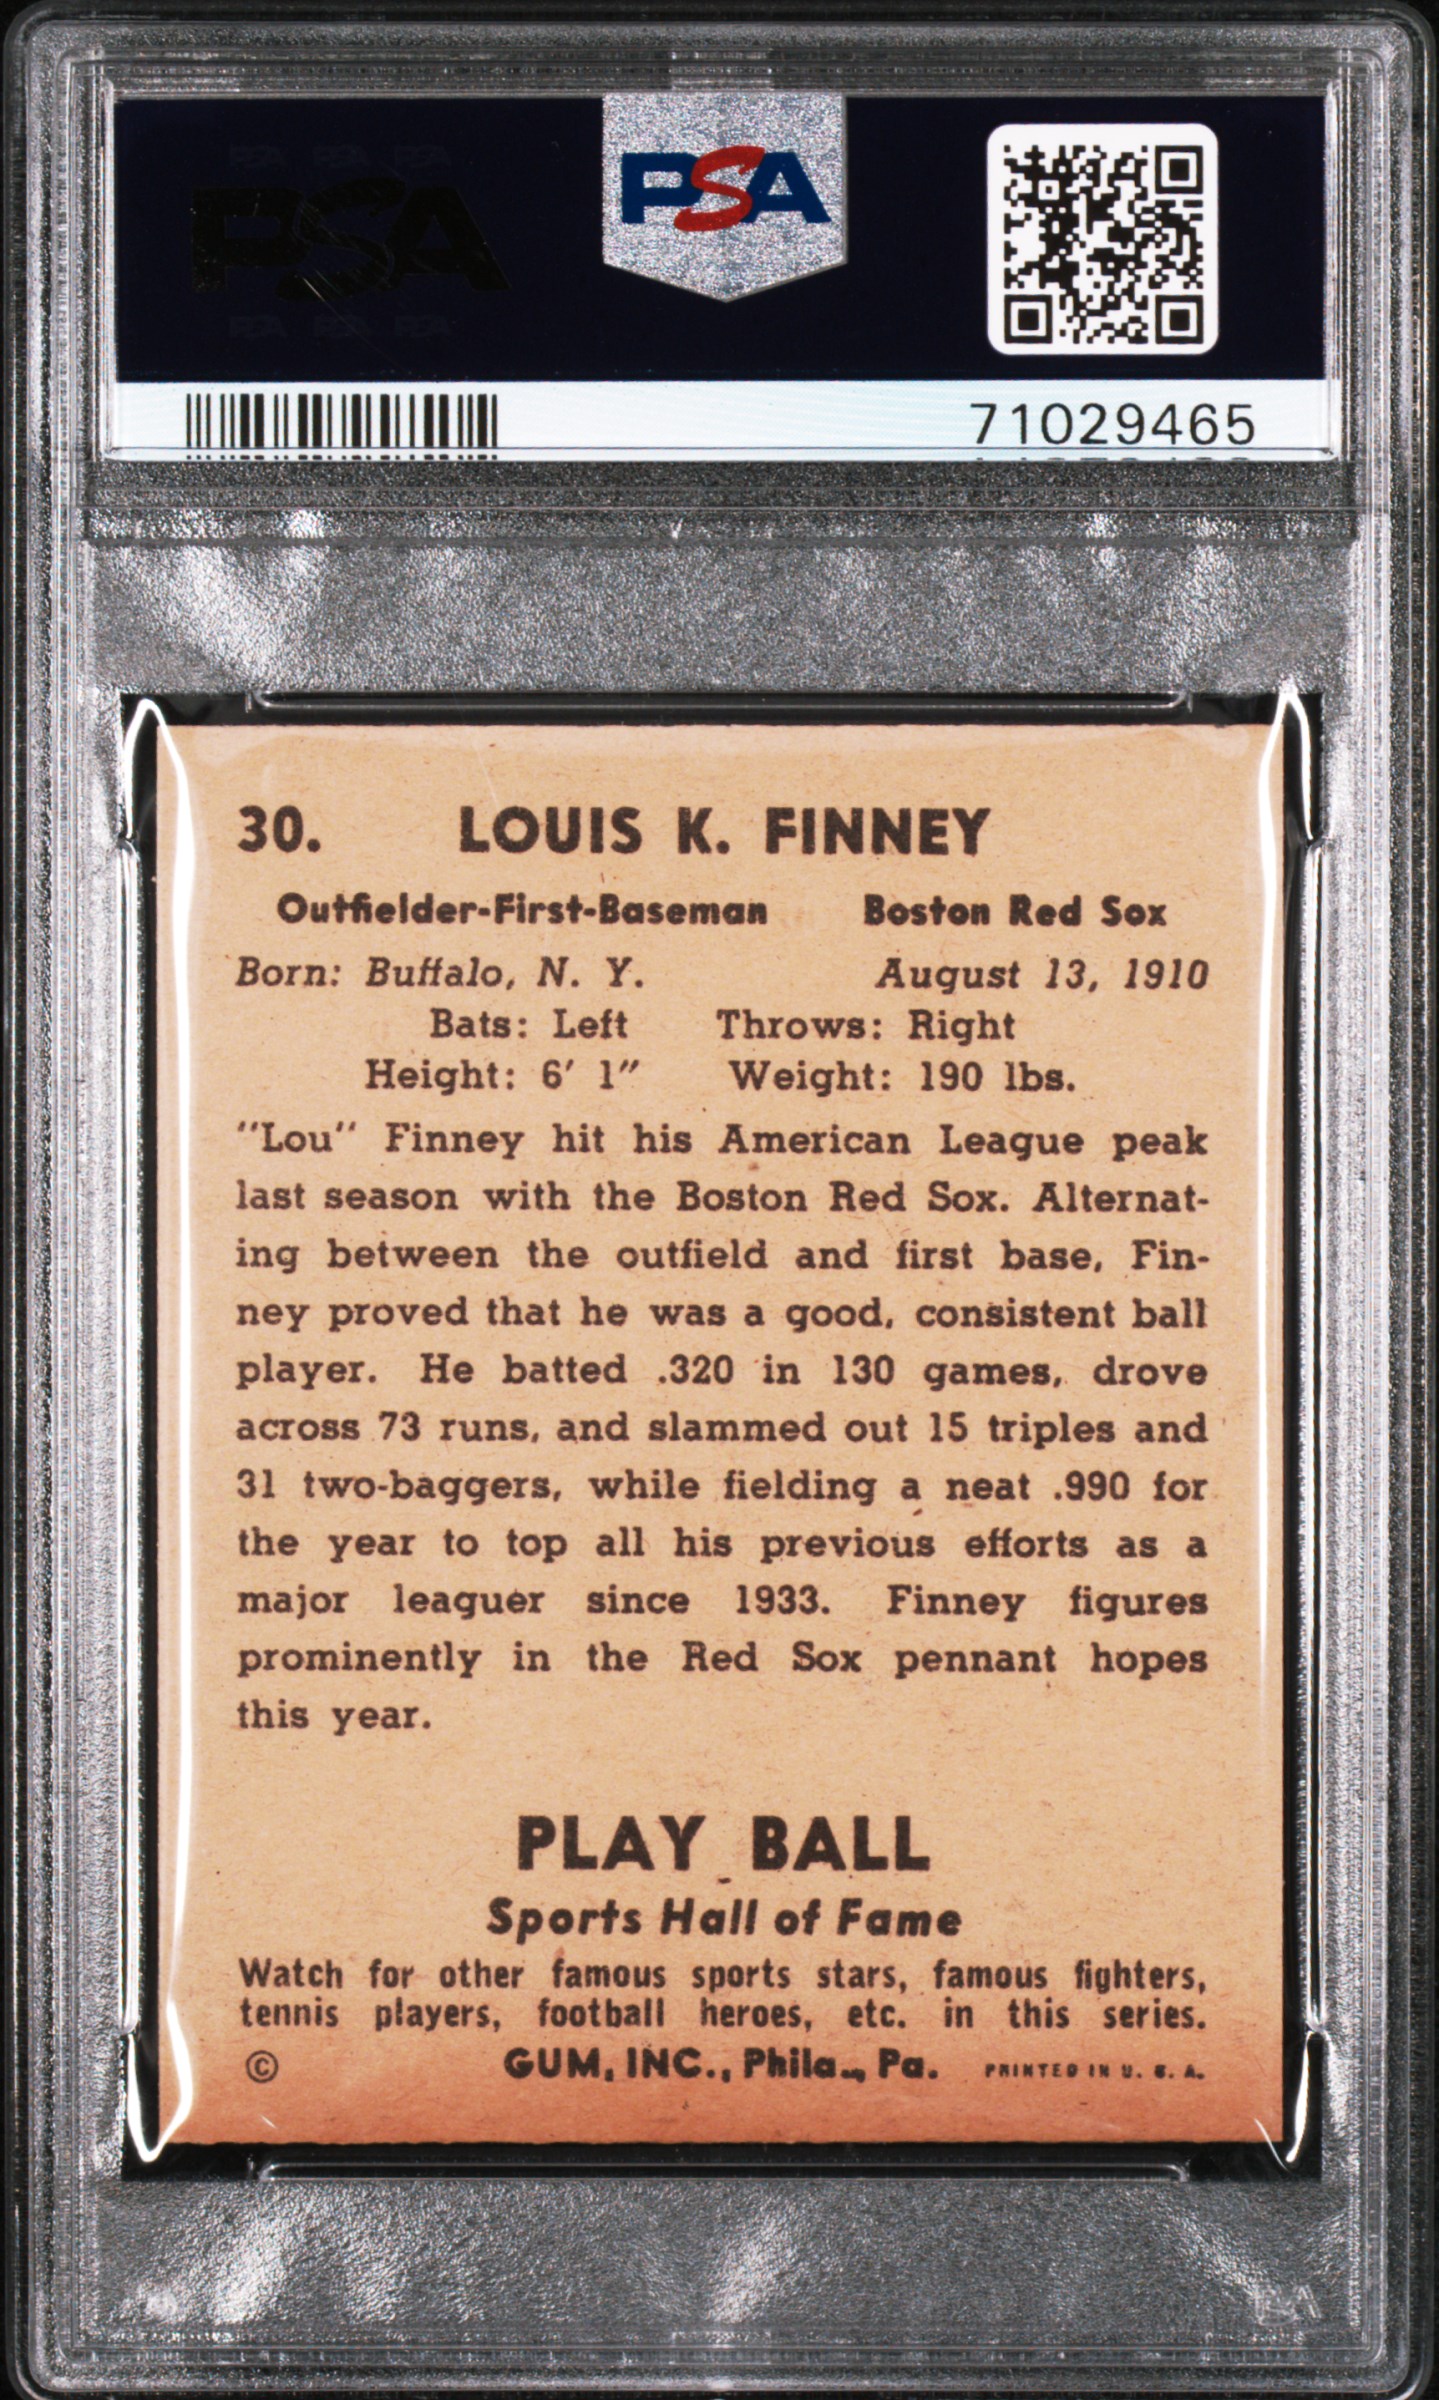 PSA
71029465
30. LOUIS K. FINNEY
Outfielder-First-Baseman Boston Red Sox
Born: Buffalo, N. Y. August 13, 1910
Bats: Left Throws: Right
Height: 6' 1" Weight: 190 lbs.
"Lou" Finney hit his American League peak
last season with the Boston Red Sox. Alternat-
ing between the outfield and first base, Fin-
ney proved that he was a good, consistent ball
player. He batted .320 in 130 games, drove
across 73 runs, and slammed out 15 triples and
31 two-baggers, while fielding a neat .990 for
the year to top all his previous efforts as a
major leaguer since 1933. Finney figures
prominently in the Red Sox pennant hopes
this year.
PLAY BALL
Sports Hall of Fame
Watch for other famous sports stars, famous fighters,
tennis players, football heroes, etc. in this series.
© GUM, INC., Phila., Pa. PRINTED IN U. S. A.